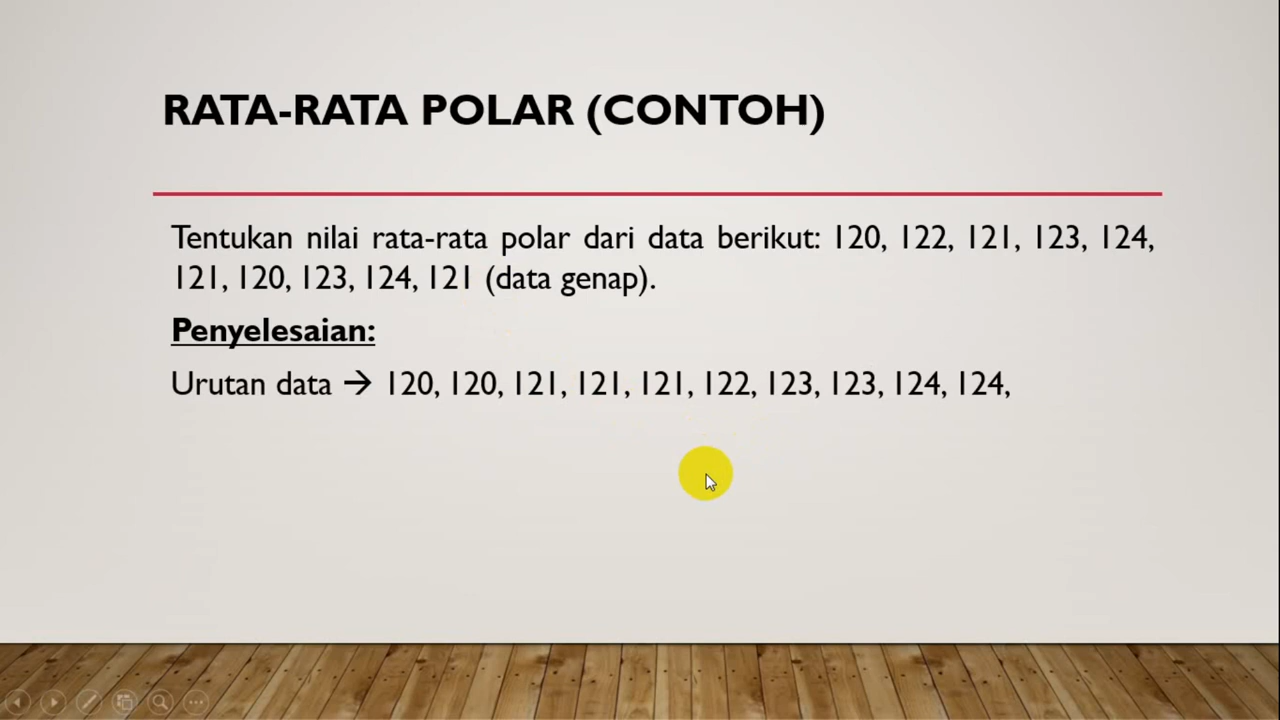 RATA-RATA POLAR (CONTOH)
Tentukan nilai rata-rata polar dari data berikut: 120, 122, 121, 123, 124,
121, 120, 123, 124, 121 (data genap).
Penyelesaian:
Urutan data → 120, 120, 121, 121, 121, 122, 123, 123, 124, 124,